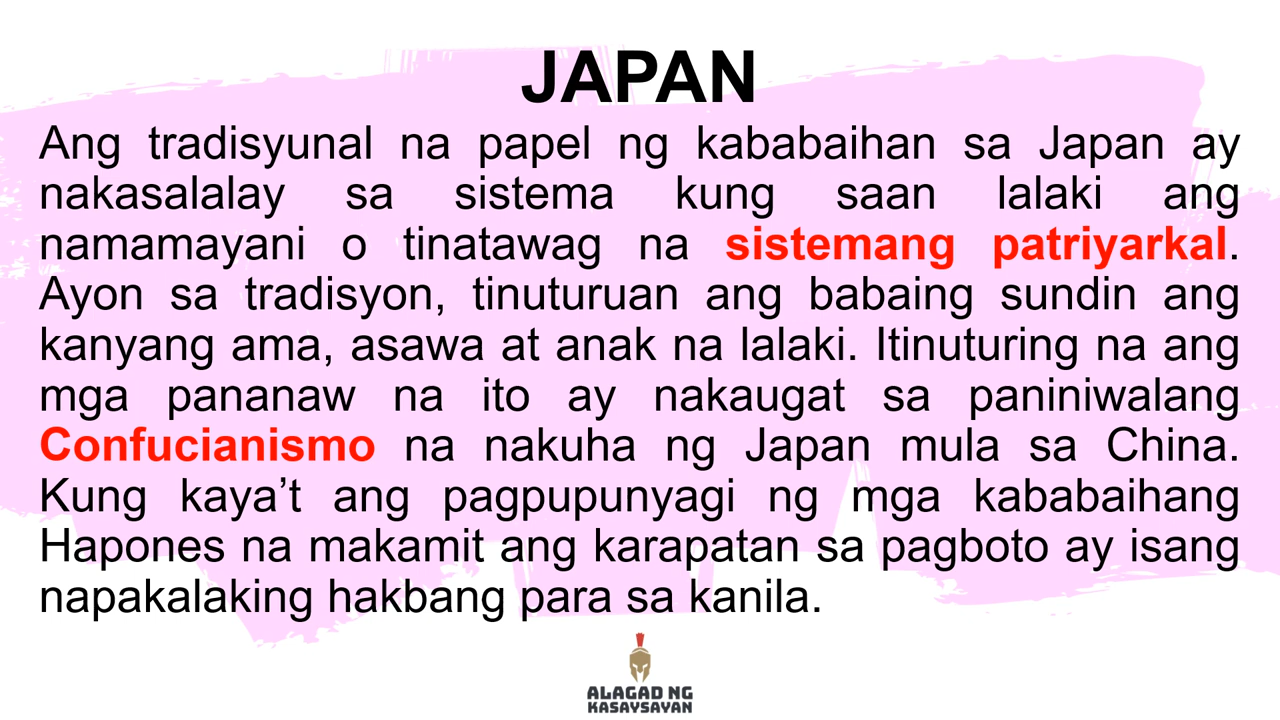 JAPAN
Ang tradisyunal na papel ng kababaihan sa Japan ay
nakasalalay sa sistema kung saan lalaki ang
namamayani o tinatawag na sistemang patriyarkal.
Ayon sa tradisyon, tinuturuan ang babaing sundin ang
kanyang ama, asawa at anak na lalaki. Itinuturing na ang
mga pananaw na ito ay nakaugat sa paniniwalang
Confucianismo na nakuha ng Japan mula sa China.
Kung kaya’t ang pagpupunyagi ng mga kababaihang
Hapones na makamit ang karapatan sa pagboto ay isang
napakalaking hakbang para sa kanila.
ALAGAD NG
KASAYSAYAN